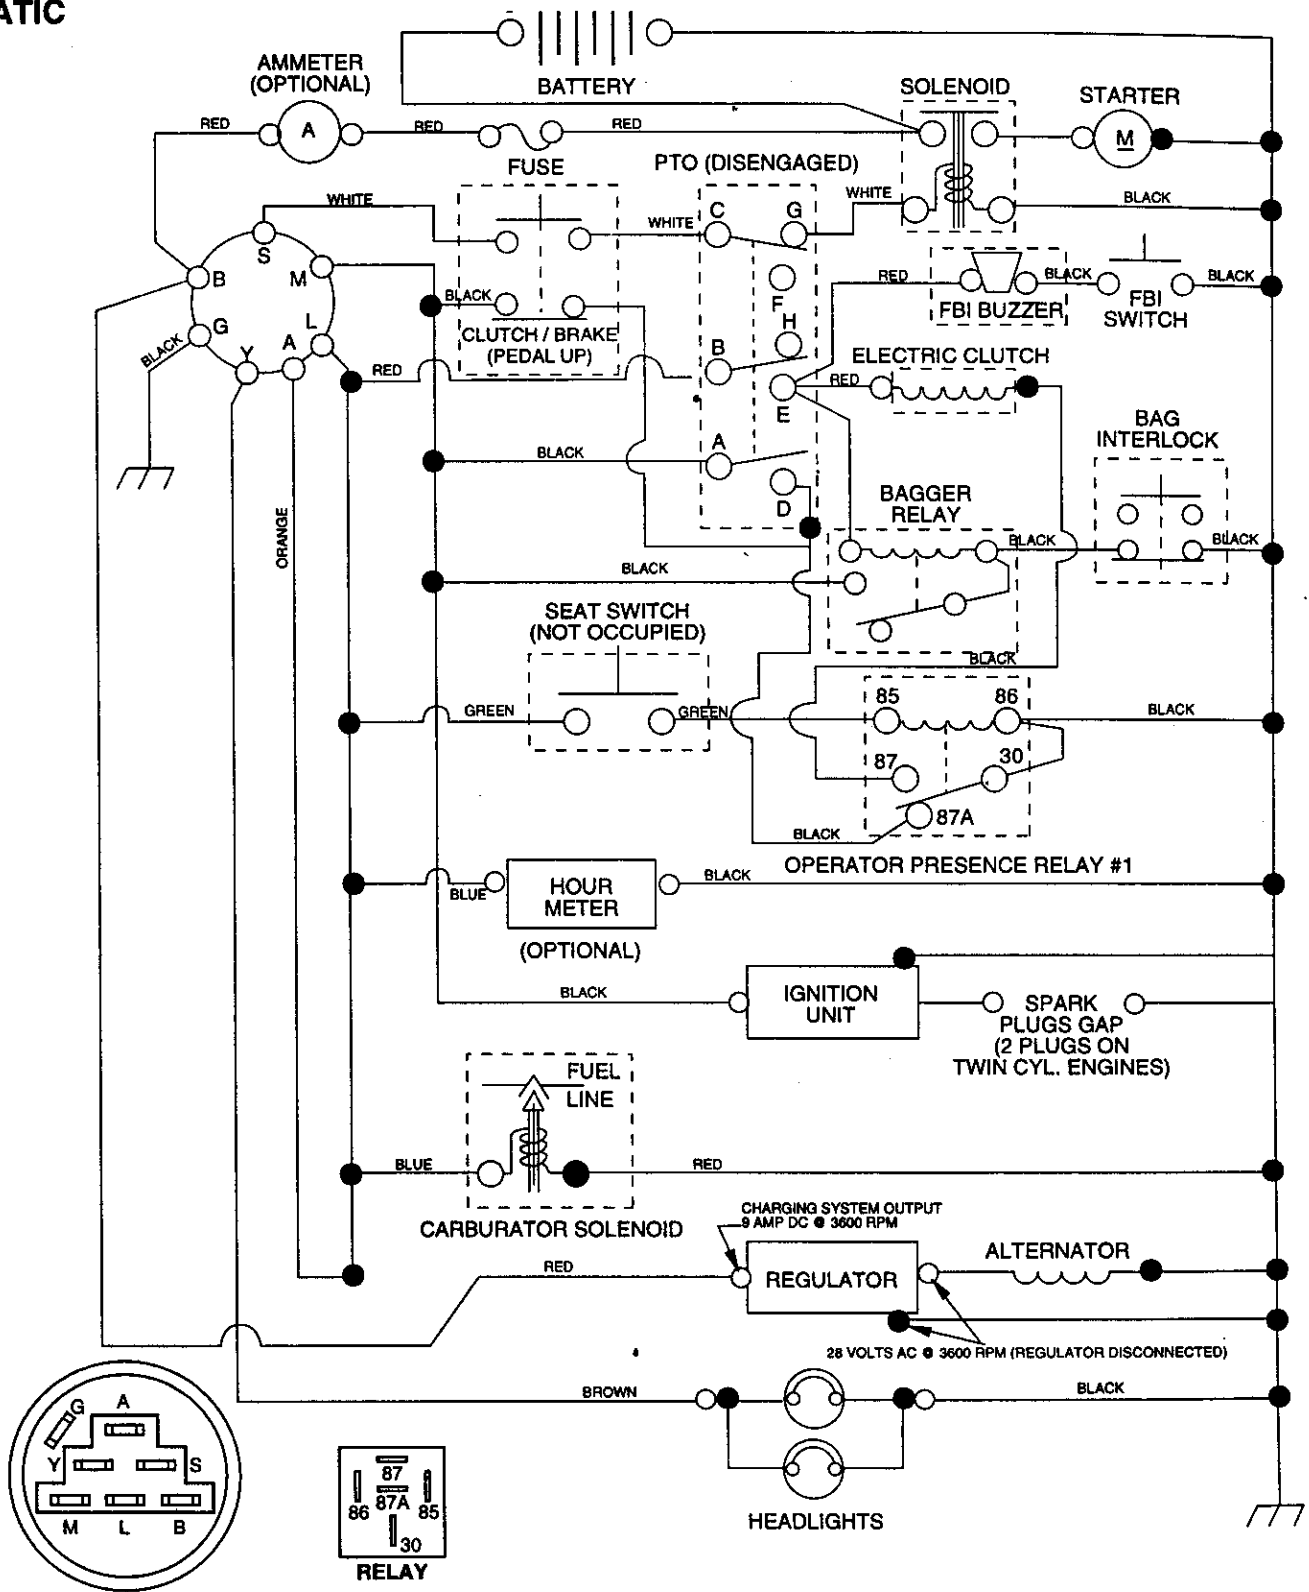 ATIC
AMMETER
(OPTIONAL)
BATTERY
SOLENOID
STARTER
RED
A
RED
RED
M
FUSE
PTO (DISENGAGED)
WHITE
WHITE
WHITE
BLACK
C
G
S
M
B
F
RED
BLACK
BLACK
BLACK
FBI BUZZER
FBI
SWITCH
G
L
A
Y
BLACK
CLUTCH / BRAKE
(PEDAL UP)
H
B
RED
ELECTRIC CLUTCH
RED
E
BAG
INTERLOCK
A
BLACK
D
BAGGER
RELAY
ORANGE
BLACK
BLACK
BLACK
SEAT SWITCH
(NOT OCCUPIED)
BLACK
GREEN
GREEN
85
86
BLACK
87
30
87A
BLACK
OPERATOR PRESENCE RELAY #1
BLUE
HOUR
METER
BLACK
(OPTIONAL)
BLACK
IGNITION
UNIT
SPARK
PLUGS GAP
(2 PLUGS ON
TWIN CYL. ENGINES)
FUEL
LINE
BLUE
RED
CARBURATOR SOLENOID
CHARGING SYSTEM OUTPUT
9 AMP DC @ 3600 RPM
RED
REGULATOR
ALTERNATOR
28 VOLTS AC @ 3600 RPM (REGULATOR DISCONNECTED)
BROWN
BLACK
HEADLIGHTS
G
A
Y
S
M
L
B
87
87A
86
85
30
RELAY